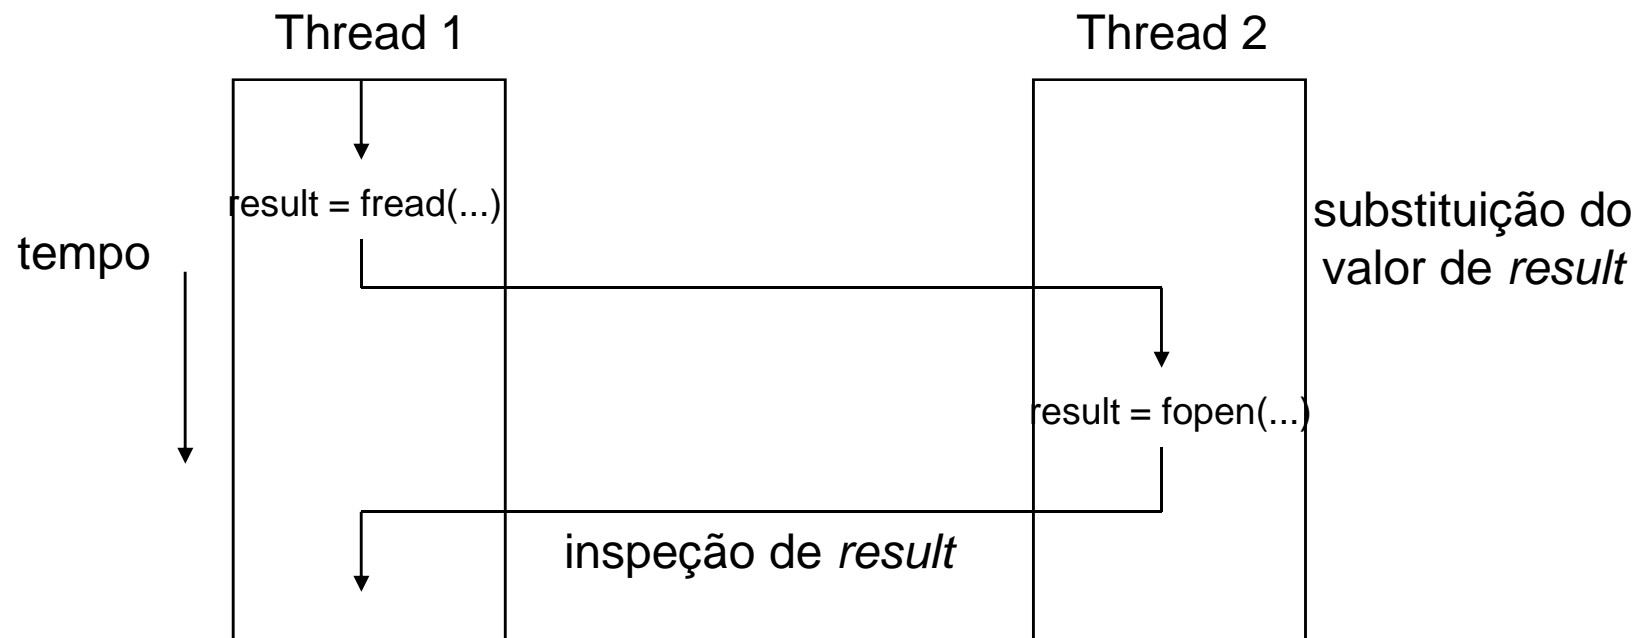 Thread 1
Thread 2
result = fread(...)
substituição do
valor de result
tempo
result = fopen(...)
inspeção de result